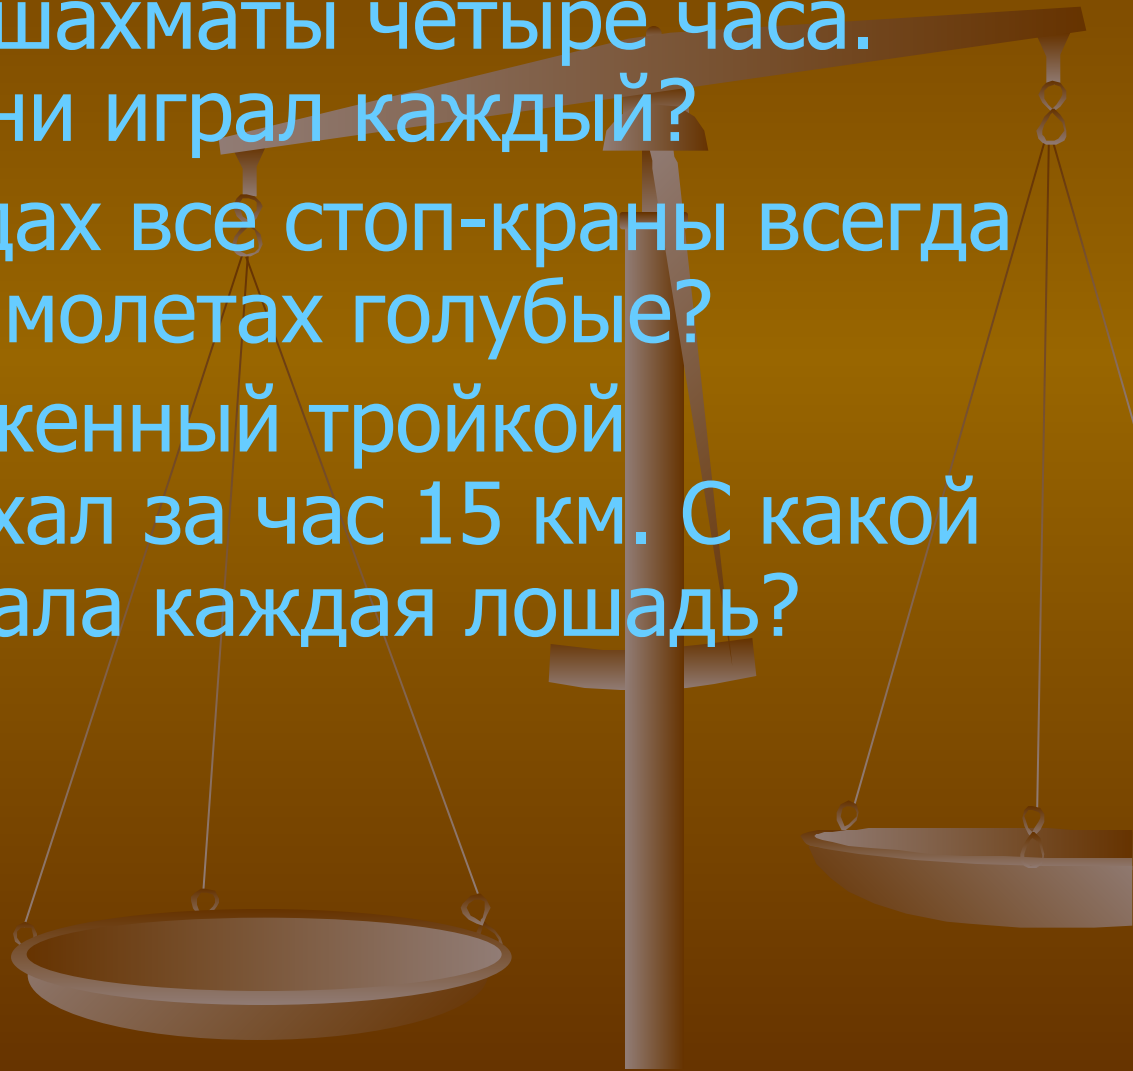 шахматы четыре часа.
ни играл каждый?
дах все стоп-краны всегда
молетах голубые?
женный тройкой
хал за час 15 км. С какой
ала каждая лошадь?